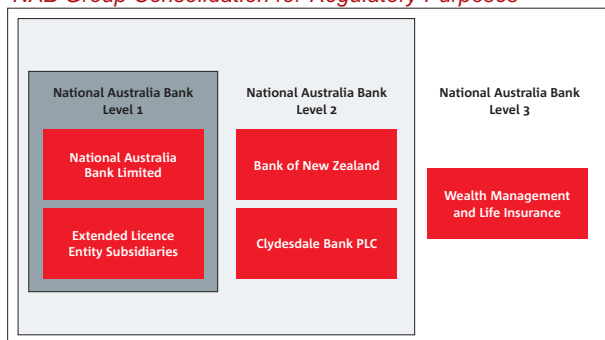 NAB Group Consolidation for Regulatory Purposes
National Australia Bank
Level 1
National Australia
Bank Limited
Extended Licence
Entity Subsidiaries
National Australia Bank
Level 2
Bank of New Zealand
Clydesdale Bank PLC
National Australia Bank
Level 3
Wealth Management
and Life Insurance